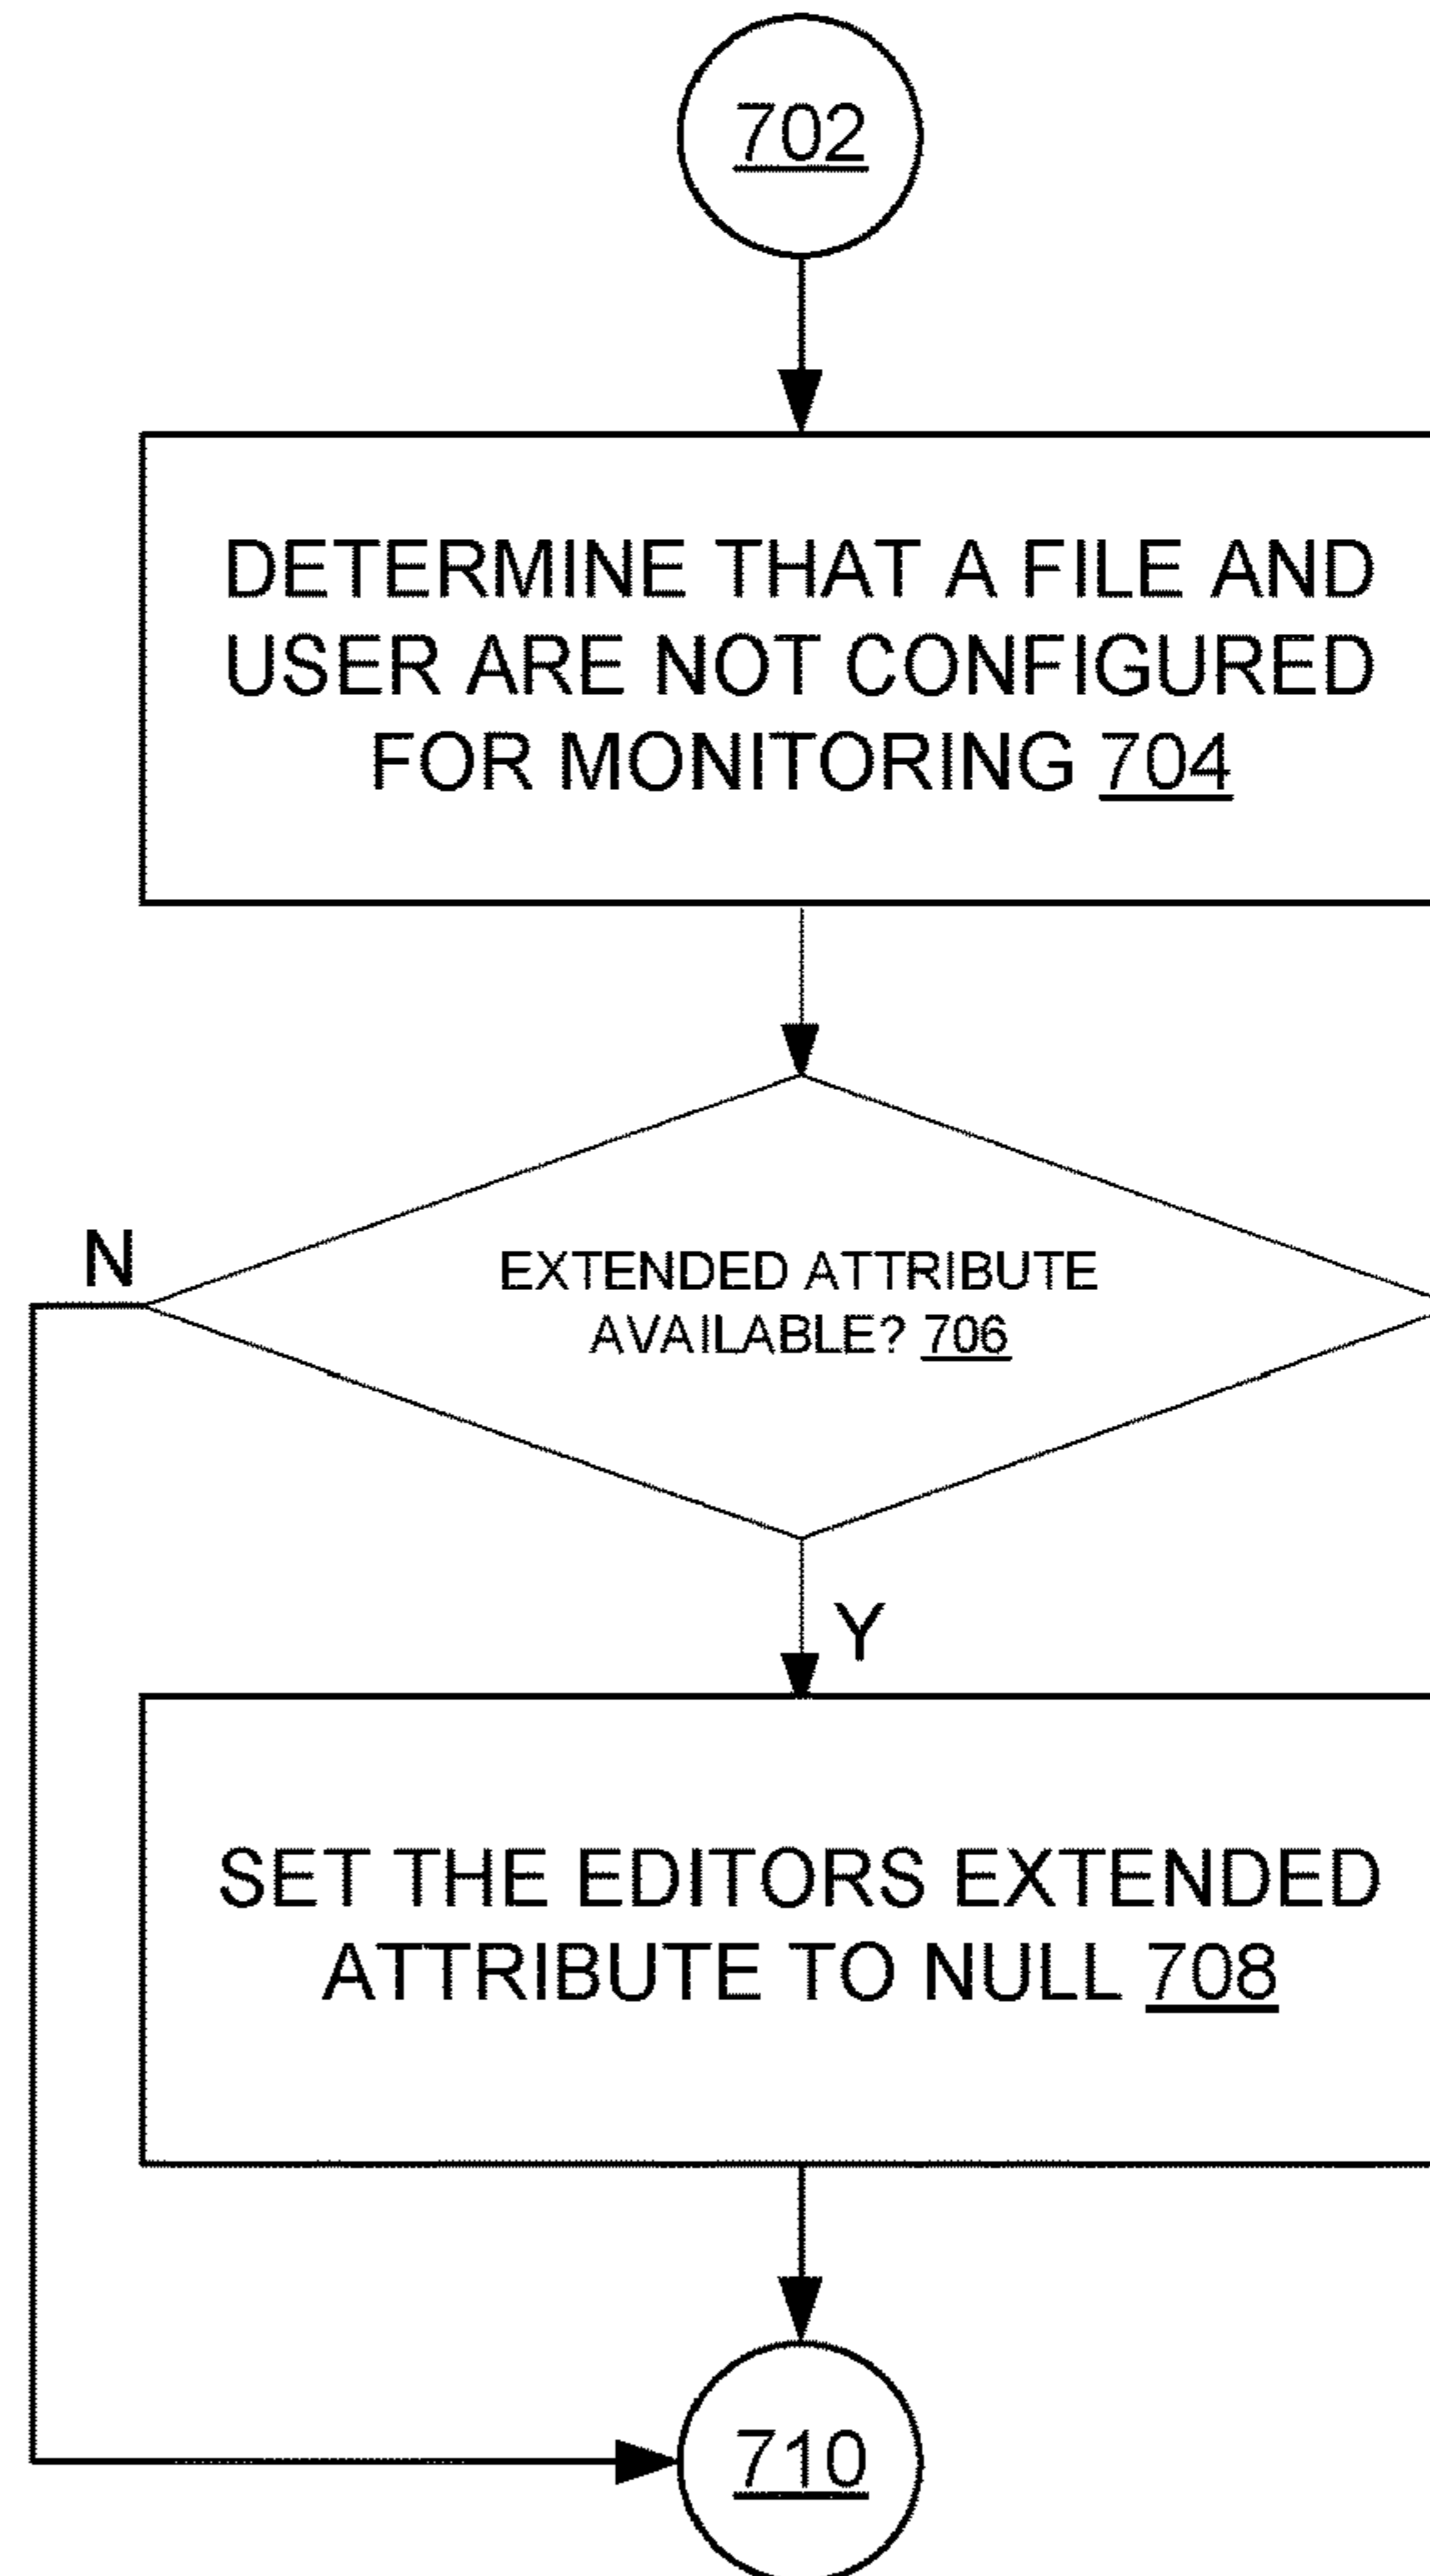 702
DETERMINE THAT A FILE AND
USER ARE NOT CONFIGURED
FOR MONITORING 704
N
EXTENDED ATTRIBUTE
AVAILABLE? 706
Y
SET THE EDITORS EXTENDED
ATTRIBUTE TO NULL 708
710